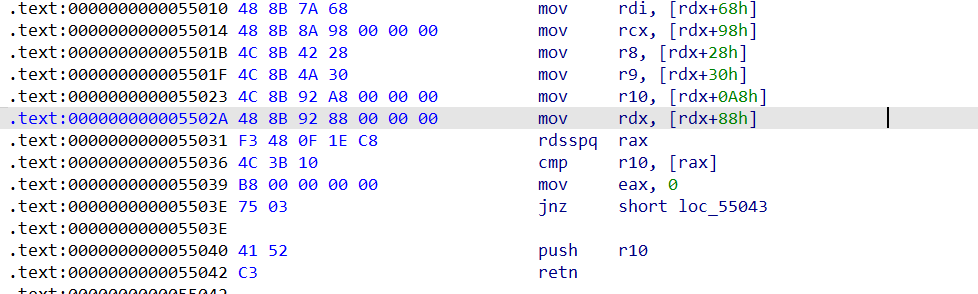 .text:0000000000055010 48 8B 7A 68 mov rdi, [rdx+68h]
.text:0000000000055014 48 8B 8A 98 00 00 00 mov rcx, [rdx+98h]
.text:000000000005501B 4C 8B 42 28 mov r8, [rdx+28h]
.text:000000000005501F 4C 8B 4A 30 mov r9, [rdx+30h]
.text:0000000000055023 4C 8B 92 A8 00 00 00 mov r10, [rdx+0A8h]
.text:000000000005502A 48 8B 92 88 00 00 00 mov rdx, [rdx+88h]
.text:0000000000055031 F3 48 0F 1E C8 rdsspq rax
.text:0000000000055036 4C 3B 10 cmp r10, [rax]
.text:0000000000055039 B8 00 00 00 00 mov eax, 0
.text:000000000005503E 75 03 jnz short loc_55043
.text:000000000005503E
.text:0000000000055040 41 52 push r10
.text:0000000000055042 C3 retn
.text:0000000000055042